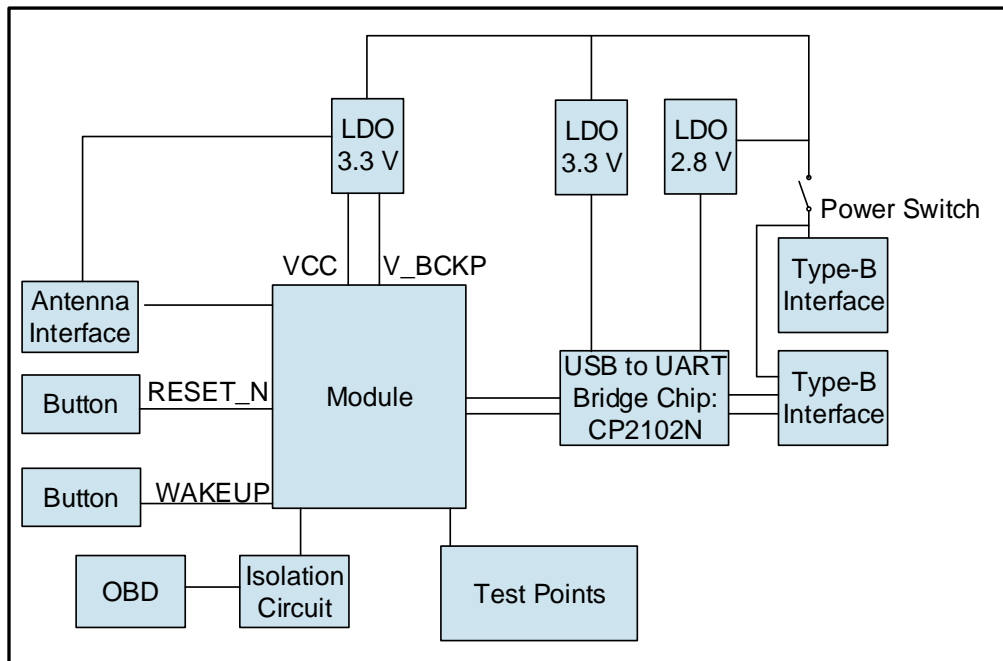 LDO
3.3 V
LDO
3.3 V
LDO
2.8 V
Power Switch
VCC
V_BCKP
Type-B
Interface
Antenna
Interface
Module
USB to UART
Bridge Chip:
CP2102N
Type-B
Interface
Button
RESET_N
Button
WAKEUP
OBD
Isolation
Circuit
Test Points